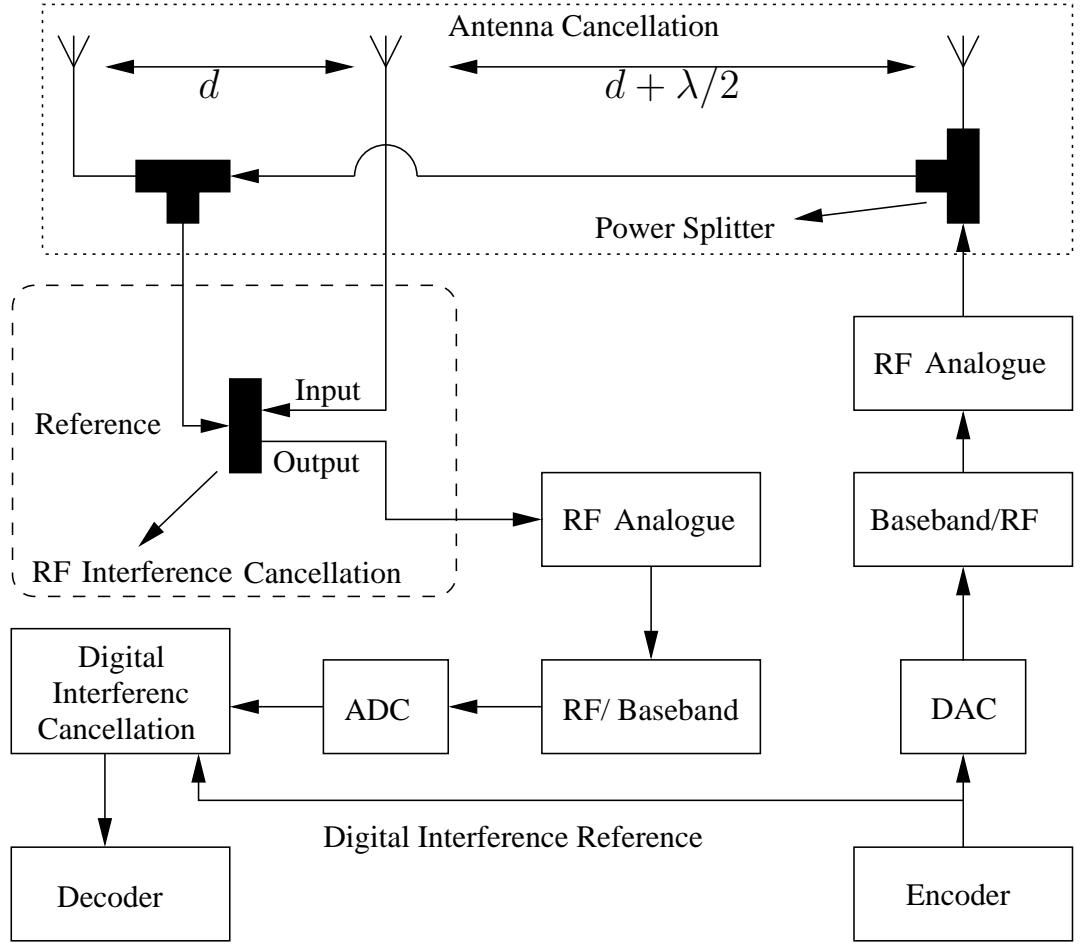 Antenna Cancellation
d
d + λ/2
Power Splitter
RF Analogue
Input
Reference
Output
RF Analogue
Baseband/RF
RF Interference Cancellation
Digital
Interferenc
Cancellation
ADC
RF/ Baseband
DAC
Digital Interference Reference
Decoder
Encoder